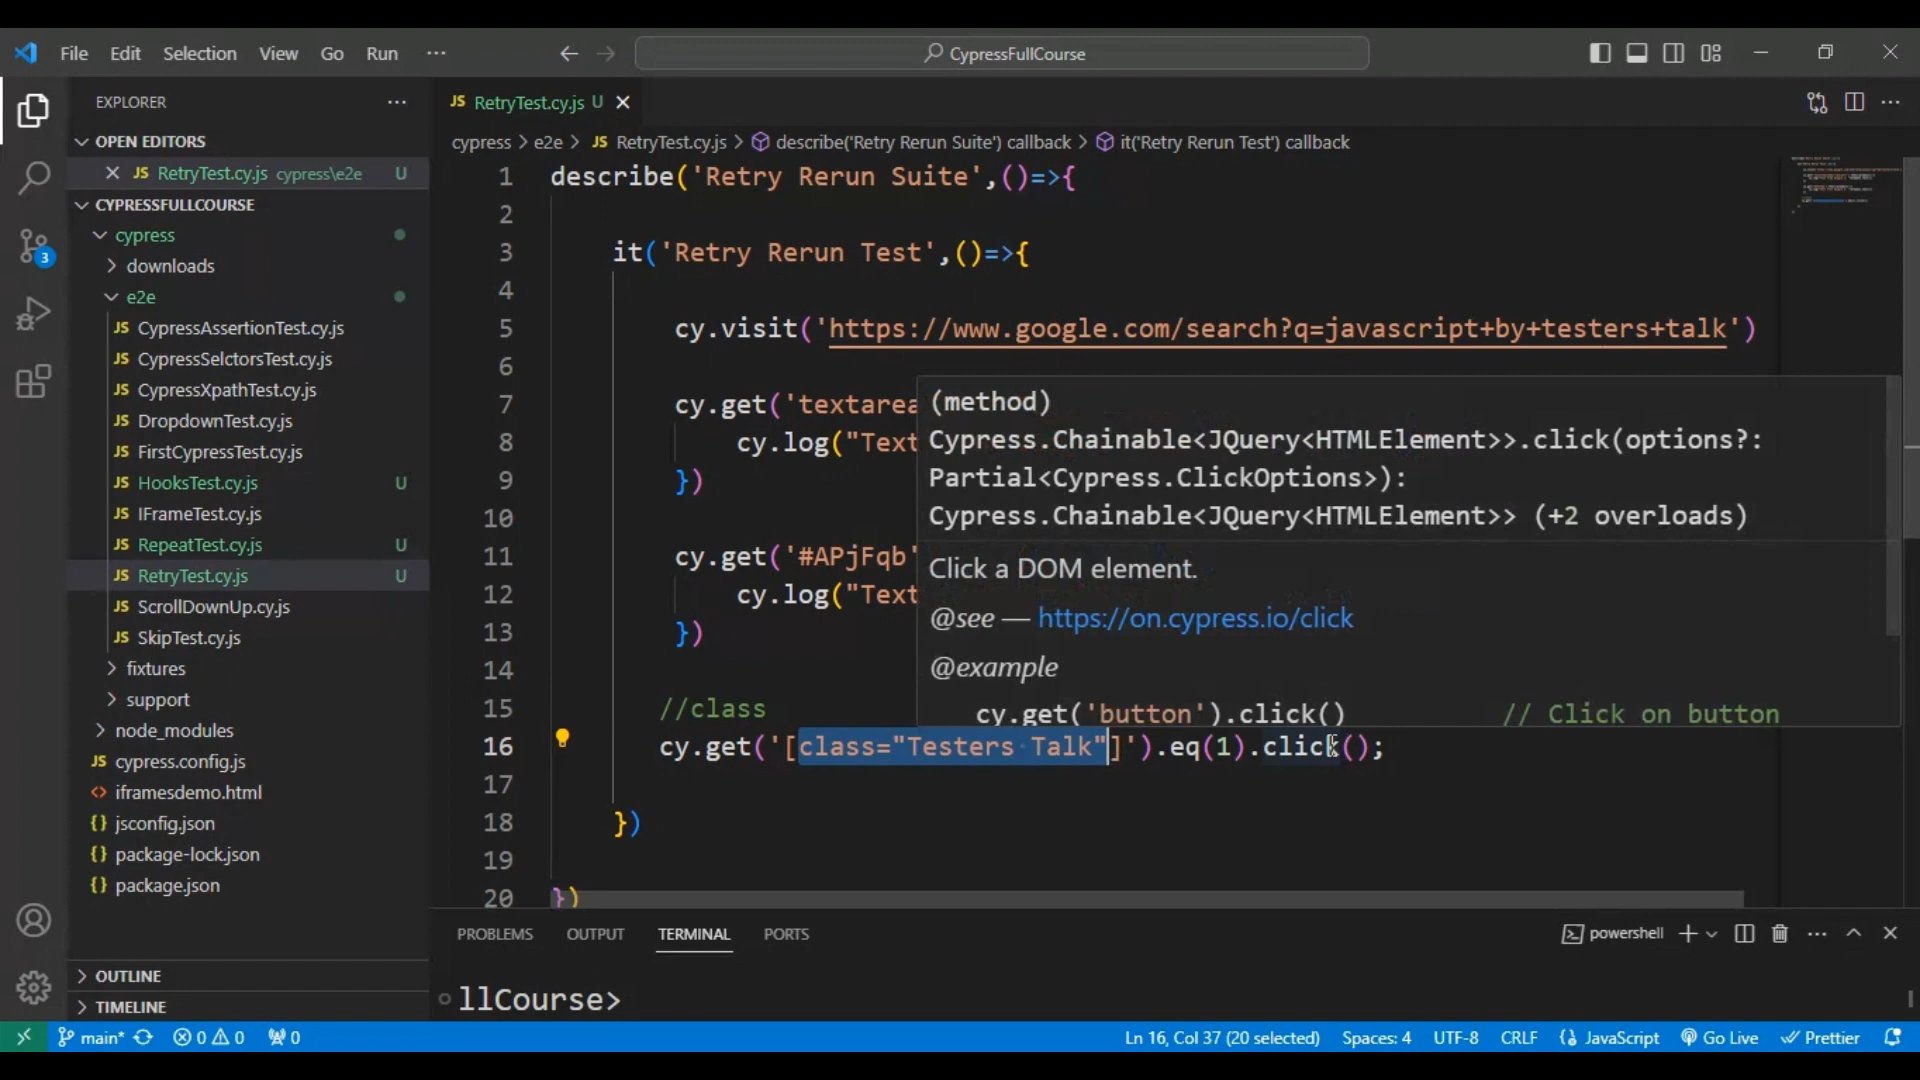 File Edit Selection View Go Run ··· CypressFullCourse
EXPLORER ···
OPEN EDITORS
RetryTest.cy.js cypress\e2e U
CYPRESSFULLCOURSE
cypress
downloads
e2e
JS CypressAssertionTest.cy.js
JS CypressSelctorsTest.cy.js
JS CypressXpathTest.cy.js
JS DropdownTest.cy.js
JS FirstCypressTest.cy.js
JS HooksTest.cy.js U
JS IFrameTest.cy.js
JS RepeatTest.cy.js U
JS RetryTest.cy.js U
JS ScrollDownUp.cy.js
JS SkipTest.cy.js
fixtures
support
node_modules
JS cypress.config.js
<> iframesdemo.html
{} jsconfig.json
{} package-lock.json
{} package.json
OUTLINE
TIMELINE
3
JS RetryTest.cy.js U
cypress > e2e > JS RetryTest.cy.js > describe('Retry Rerun Suite') callback > it('Retry Rerun Test') callback
1 describe('Retry Rerun Suite',()=>{
2
3 it('Retry Rerun Test',()=>{
4
5 cy.visit('https://www.google.com/search?q=javascript+by+testers+talk')
6
7 cy.get('textarea
8 cy.log("Text
9 })
10
11 cy.get('#APjFqb'
12 cy.log("Text
13 })
14
15 //class
16 cy.get('[class="Testers Talk"]').eq(1).click();
17
18 })
19
20 })
(method)
Cypress.Chainable<JQuery<HTMLElement>>.click(options?:
Partial<Cypress.ClickOptions>):
Cypress.Chainable<JQuery<HTMLElement>> (+2 overloads)
Click a DOM element.
@see — https://on.cypress.io/click
@example
cy.get('button').click() // Click on button
PROBLEMS OUTPUT TERMINAL PORTS powershell
llCourse>
main* 0 0 0 Ln 16, Col 37 (20 selected) Spaces: 4 UTF-8 CRLF JavaScript Go Live Prettier